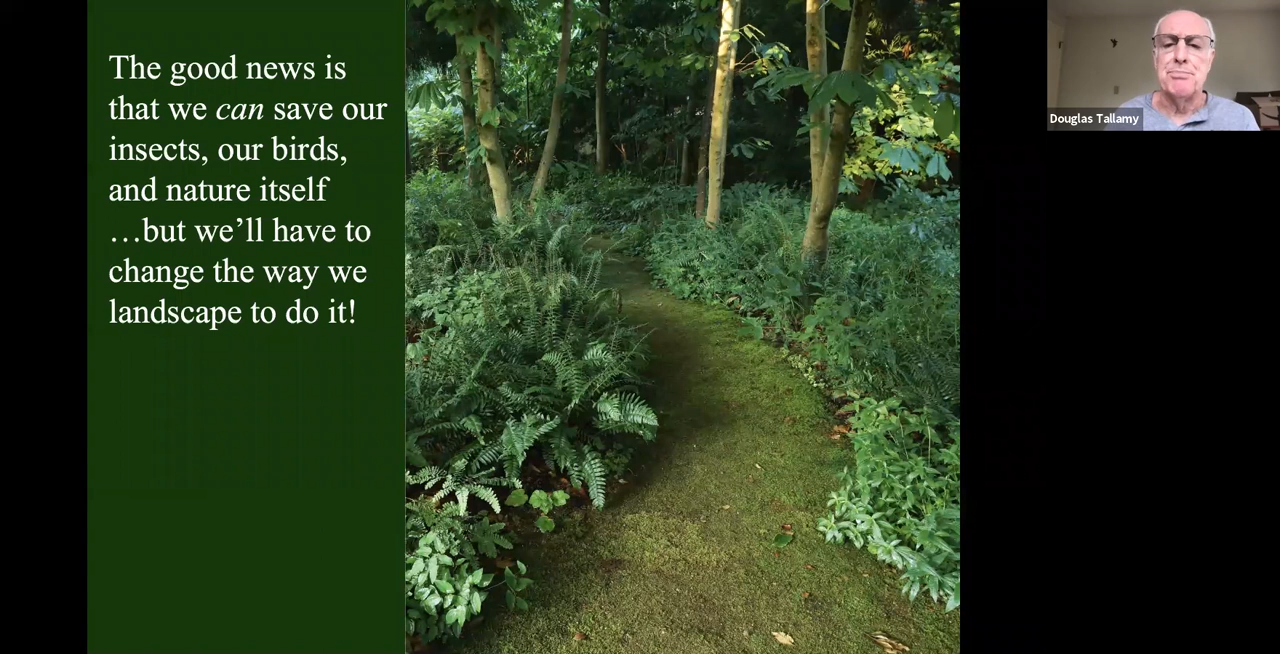 The good news is
that we can save our
insects, our birds,
and nature itself
…but we’ll have to
change the way we
landscape to do it!
Douglas Tallamy